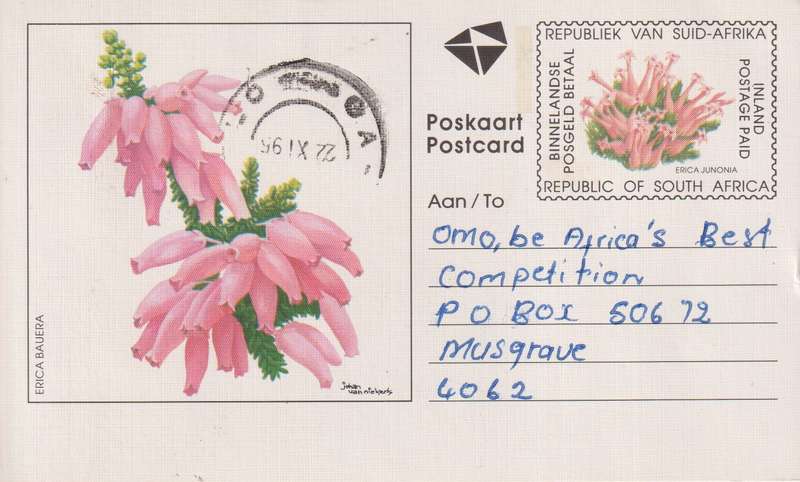 REPUBLIEK VAN SUID-AFRIKA
BINNELANDSE
POSGELD BETAAL
INLAND
POSTAGE PAID
ERICA JUNONIA
REPUBLIC OF SOUTH AFRICA
Poskaart
Postcard
Aan / To
OMO, be Africa's Best
Competition
P O BOX 50672
Musgrave
4062
22 XI 95
ERICA BAUERA
Johan
van niekerk